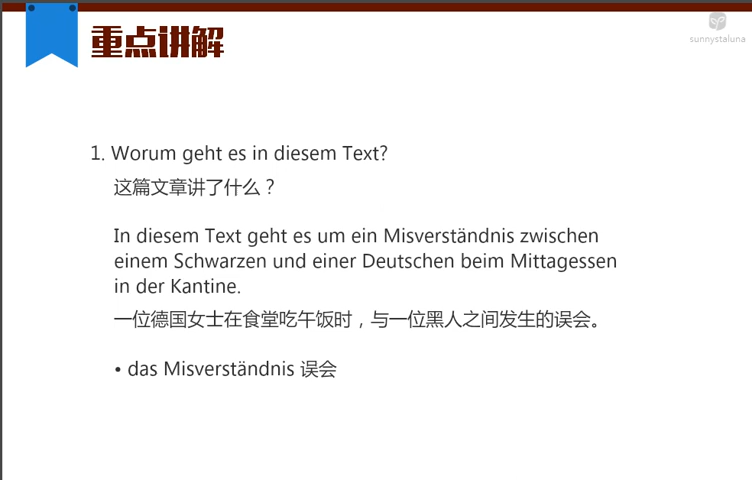 重点讲解
sunnystaluna
1. Worum geht es in diesem Text?
这篇文章讲了什么？
In diesem Text geht es um ein Misverständnis zwischen
einem Schwarzen und einer Deutschen beim Mittagessen
in der Kantine.
一位德国女士在食堂吃午饭时，与一位黑人之间发生的误会。
• das Misverständnis 误会